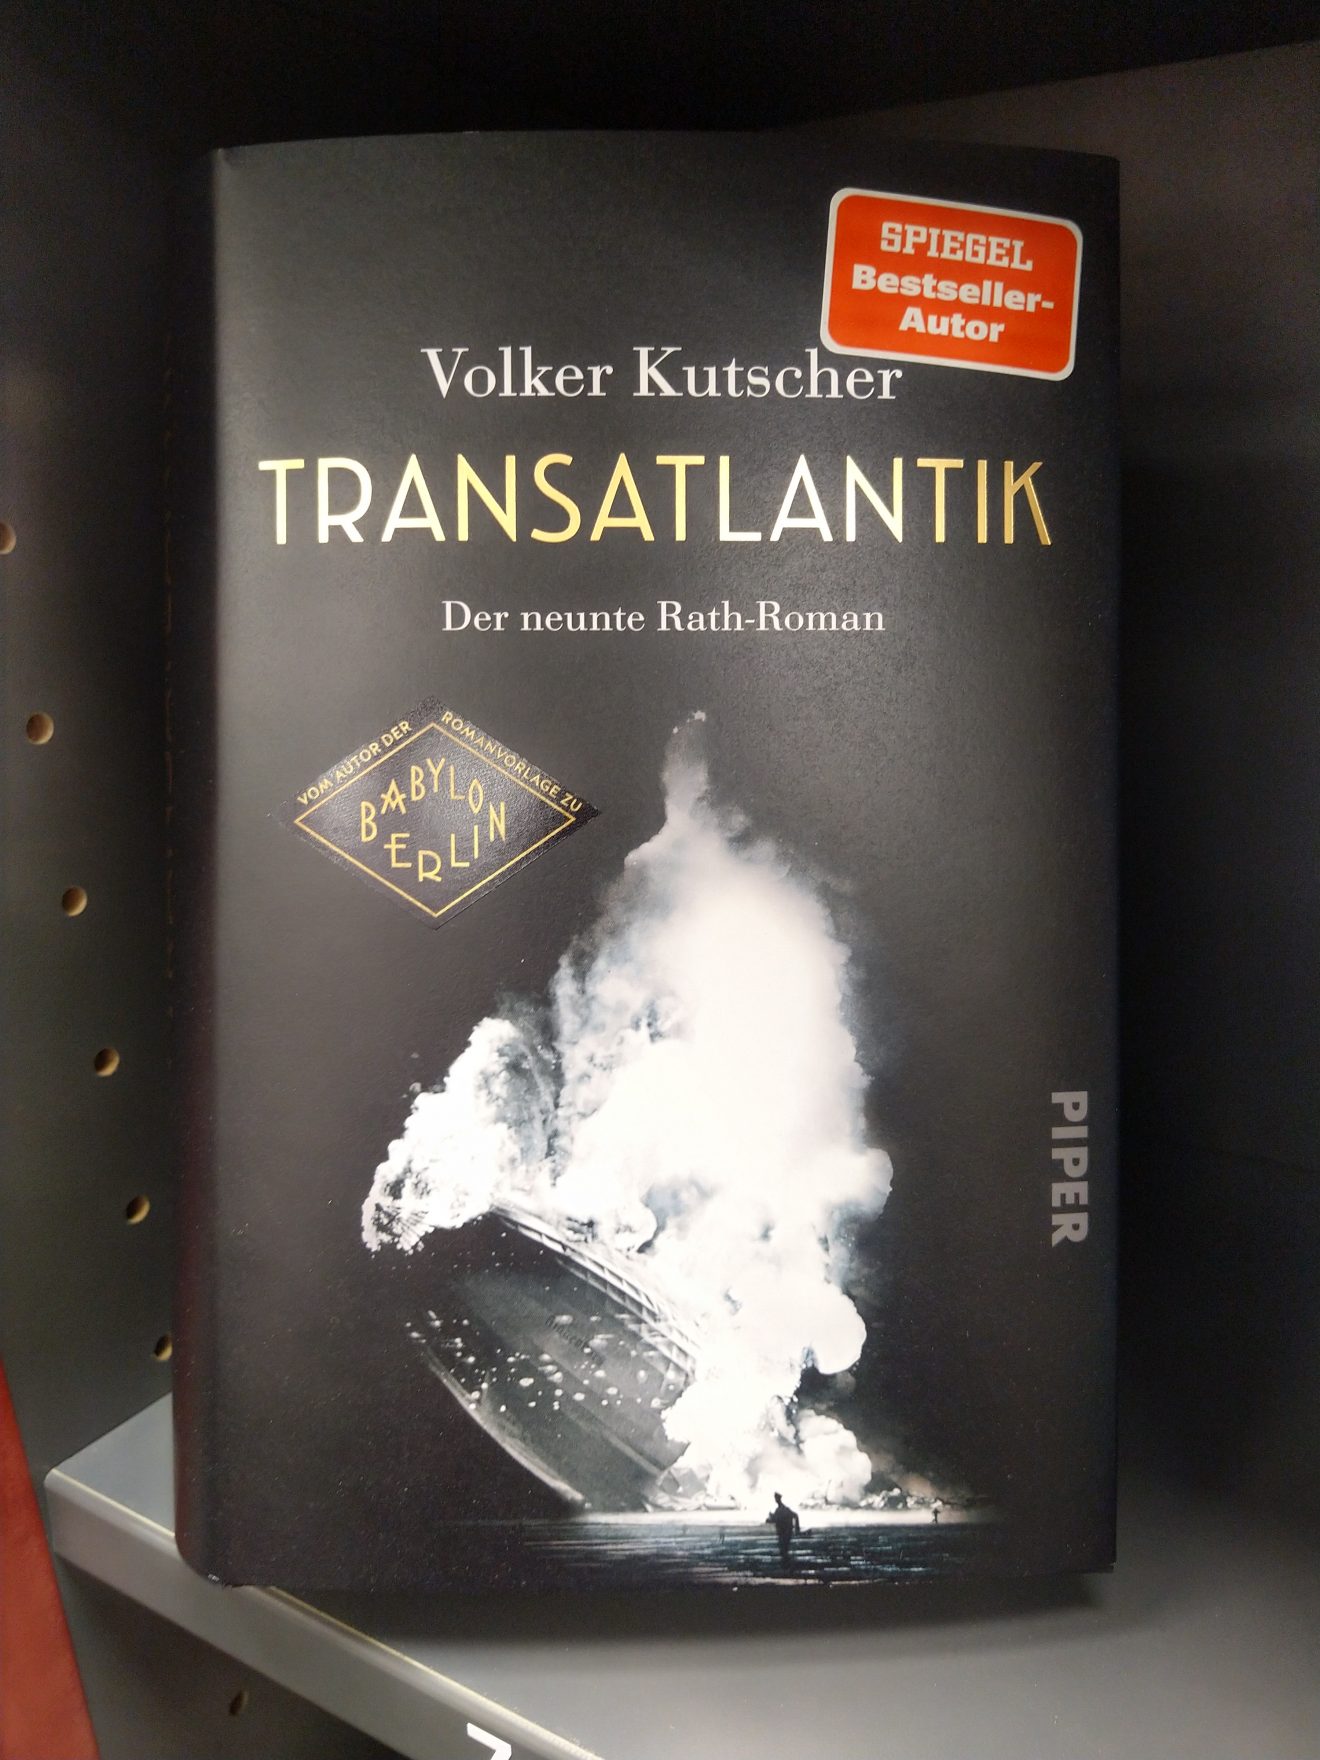 SPIEGEL
Bestseller-
Autor
Volker Kutscher
TRANSATLANTIK
Der neunte Rath-Roman
VOM AUTOR DER ROMANVORLAGE ZU
BABYLON
BERLIN
PIPER